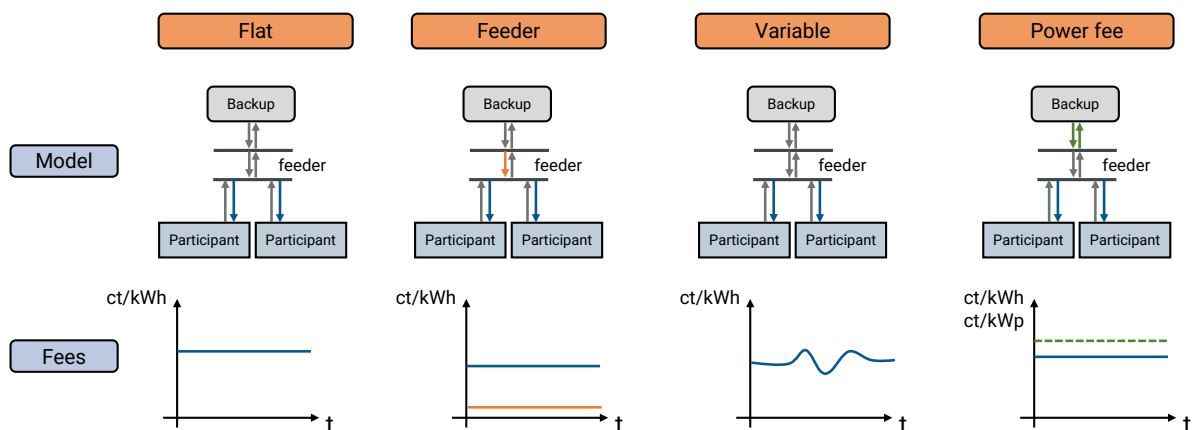 Flat
Feeder
Variable
Power fee
Model
Backup
feeder
Participant
Participant
Backup
feeder
Participant
Participant
Backup
feeder
Participant
Participant
Backup
feeder
Participant
Participant
Fees
ct/kWh
t
ct/kWh
t
ct/kWh
t
ct/kWh
ct/kWp
t